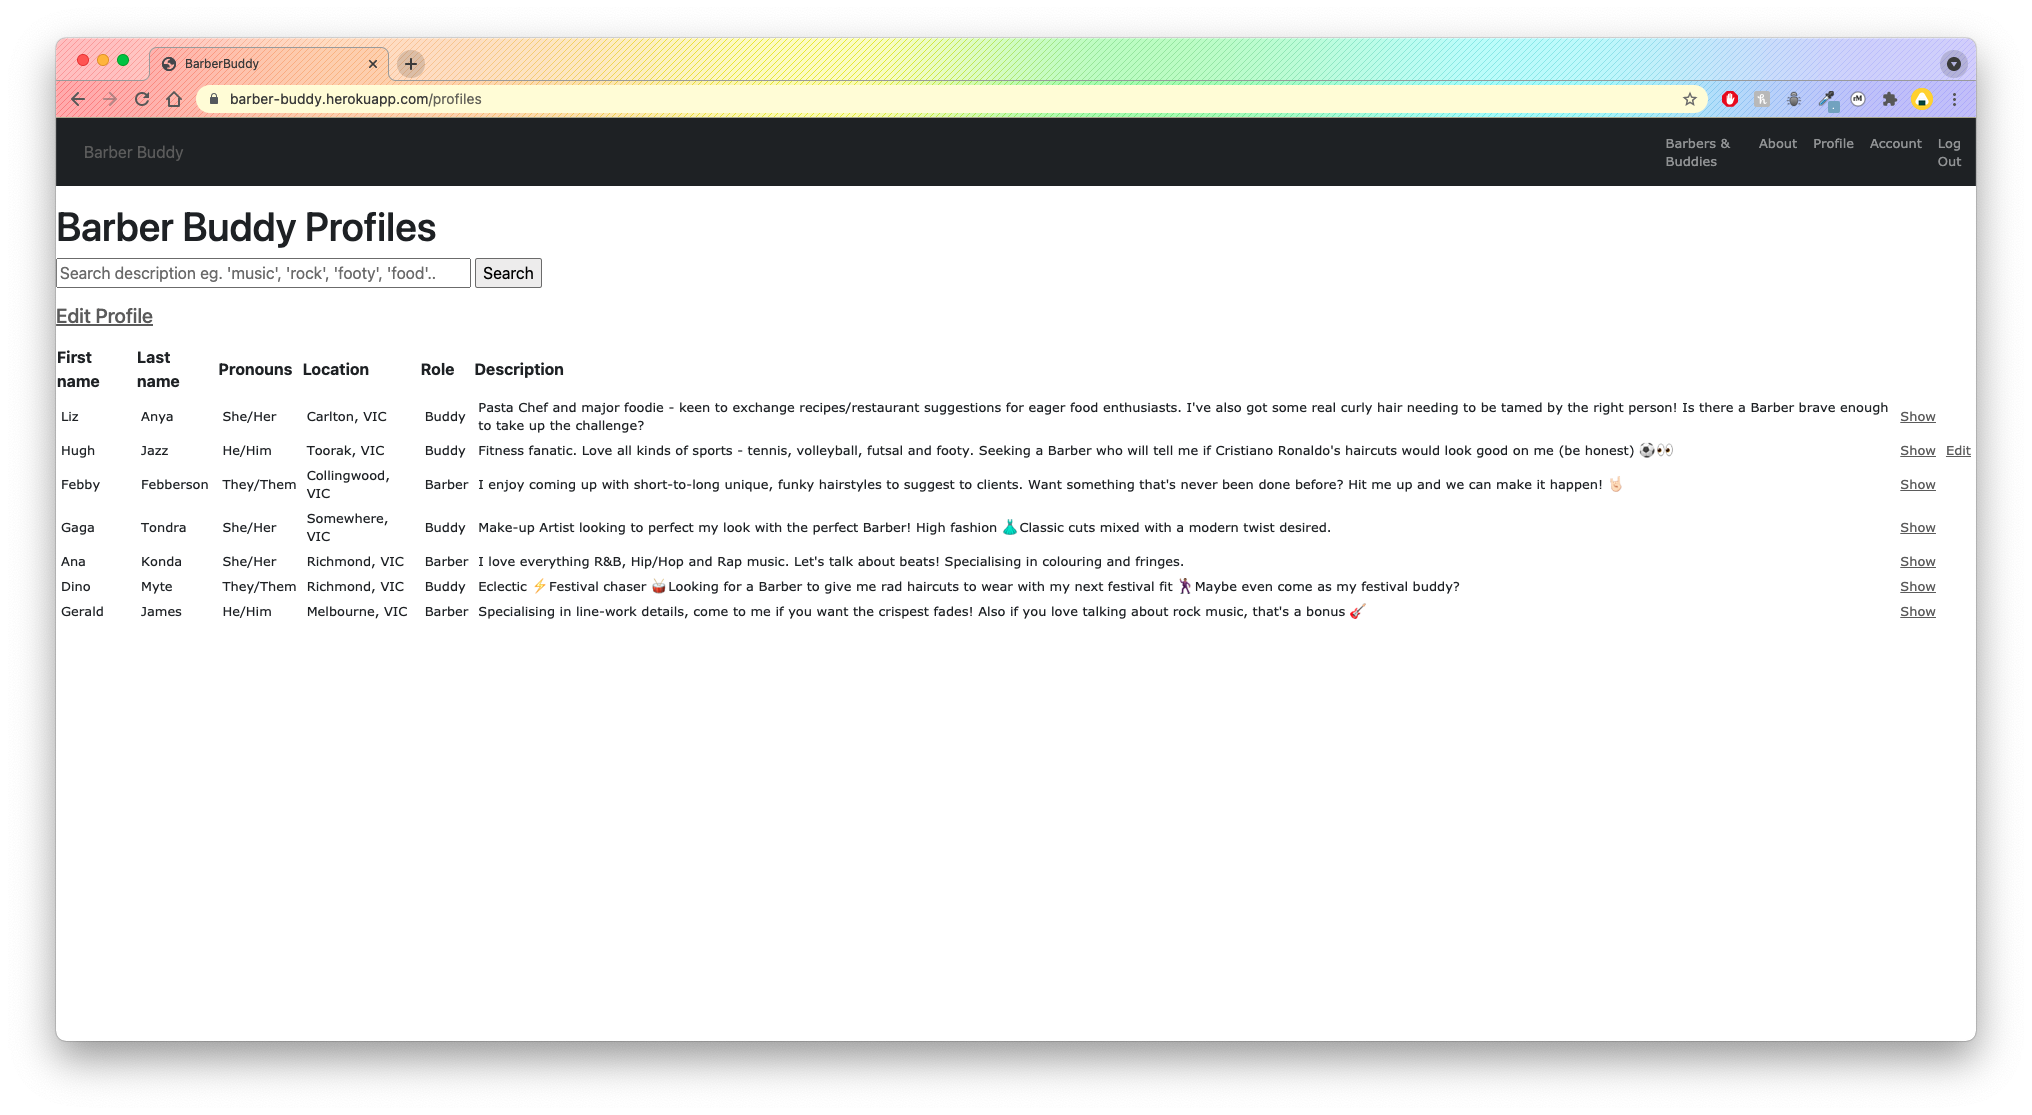 BarberBuddy
barber-buddy.herokuapp.com/profiles
Barber Buddy
Barbers & Buddies
About
Profile
Account
Log Out
Barber Buddy Profiles
Search description eg. 'music', 'rock', 'footy', 'food'..
Search
Edit Profile
First name Last name Pronouns Location Role Description
Liz Anya She/Her Carlton, VIC Buddy Pasta Chef and major foodie - keen to exchange recipes/restaurant suggestions for eager food enthusiasts. I've also got some real curly hair needing to be tamed by the right person! Is there a Barber brave enough
to take up the challenge? Show
Hugh Jazz He/Him Toorak, VIC Buddy Fitness fanatic. Love all kinds of sports - tennis, volleyball, futsal and footy. Seeking a Barber who will tell me if Cristiano Ronaldo's haircuts would look good on me (be honest) ⚽👀 Show Edit
Febby Febberson They/Them Collingwood, VIC Barber I enjoy coming up with short-to-long unique, funky hairstyles to suggest to clients. Want something that's never been done before? Hit me up and we can make it happen! 🤘🏻 Show
Gaga Tondra She/Her Somewhere, VIC Buddy Make-up Artist looking to perfect my look with the perfect Barber! High fashion 👗Classic cuts mixed with a modern twist desired. Show
Ana Konda She/Her Richmond, VIC Barber I love everything R&B, Hip/Hop and Rap music. Let's talk about beats! Specialising in colouring and fringes. Show
Dino Myte They/Them Richmond, VIC Buddy Eclectic ⚡Festival chaser 🥁Looking for a Barber to give me rad haircuts to wear with my next festival fit 👩🏾‍🎤Maybe even come as my festival buddy? Show
Gerald James He/Him Melbourne, VIC Barber Specialising in line-work details, come to me if you want the crispest fades! Also if you love talking about rock music, that's a bonus 🎸 Show